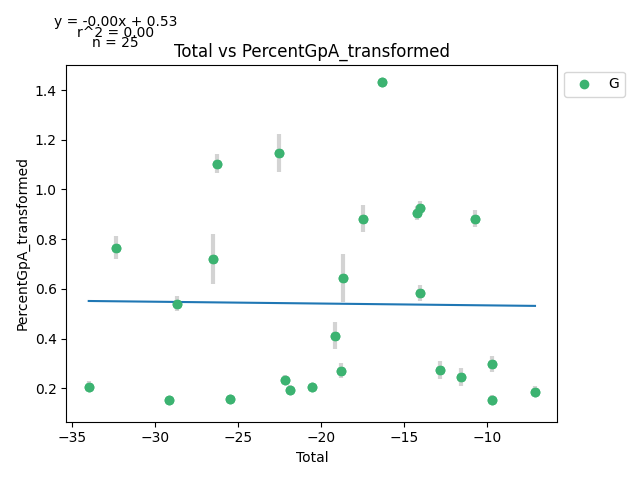 y = -0.00x + 0.53
r^2 = 0.00
n = 25
Total vs PercentGpA_transformed
G
PercentGpA_transformed
1.4
1.2
1.0
0.8
0.6
0.4
0.2
−35 −30 −25 −20 −15 −10
Total